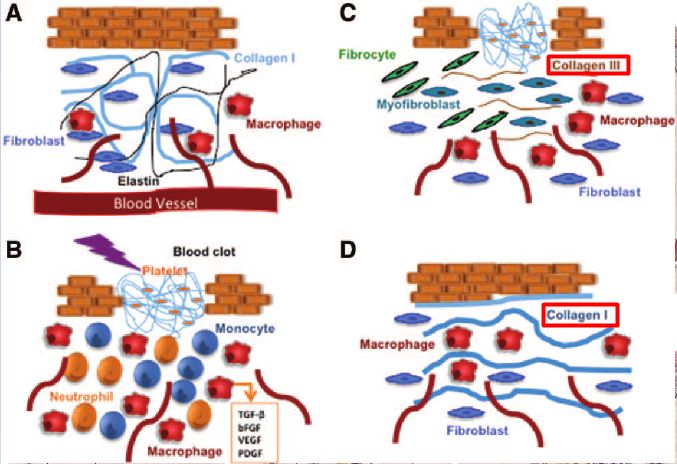 A
Collagen I
Macrophage
Fibroblast
Elastin
Blood Vessel
B
Blood clot
Platelet
Monocyte
Neutrophil
Macrophage
TGF-β
bFGF
VEGF
PDGF
C
Fibrocyte
Collagen III
Myofibroblast
Macrophage
Fibroblast
D
Collagen I
Macrophage
Fibroblast